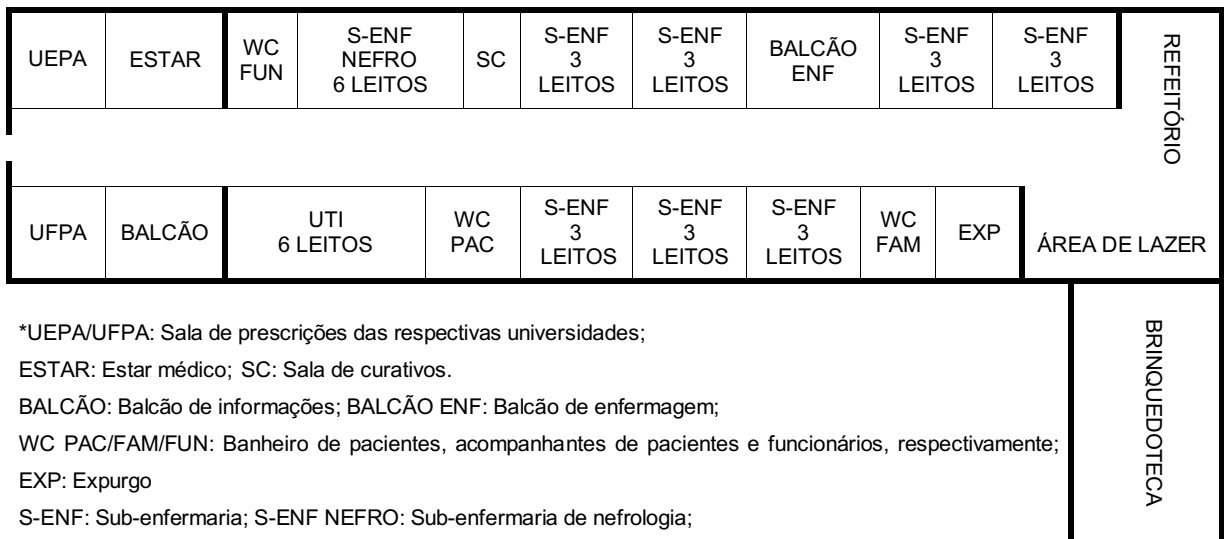 UEPA
ESTAR
WC
FUN
S-ENF
NEFRO
6 LEITOS
SC
S-ENF
3
LEITOS
S-ENF
3
LEITOS
BALCÃO
ENF
S-ENF
3
LEITOS
S-ENF
3
LEITOS
REFEITÓRIO
UFPA
BALCÃO
UTI
6 LEITOS
WC
PAC
S-ENF
3
LEITOS
S-ENF
3
LEITOS
S-ENF
3
LEITOS
WC
FAM
EXP
ÁREA DE LAZER
*UEPA/UFPA: Sala de prescrições das respectivas universidades;
ESTAR: Estar médico; SC: Sala de curativos.
BALCÃO: Balcão de informações; BALCÃO ENF: Balcão de enfermagem;
WC PAC/FAM/FUN: Banheiro de pacientes, acompanhantes de pacientes e funcionários, respectivamente;
EXP: Expurgo
S-ENF: Sub-enfermaria; S-ENF NEFRO: Sub-enfermaria de nefrologia;
BRINQUEDOTECA